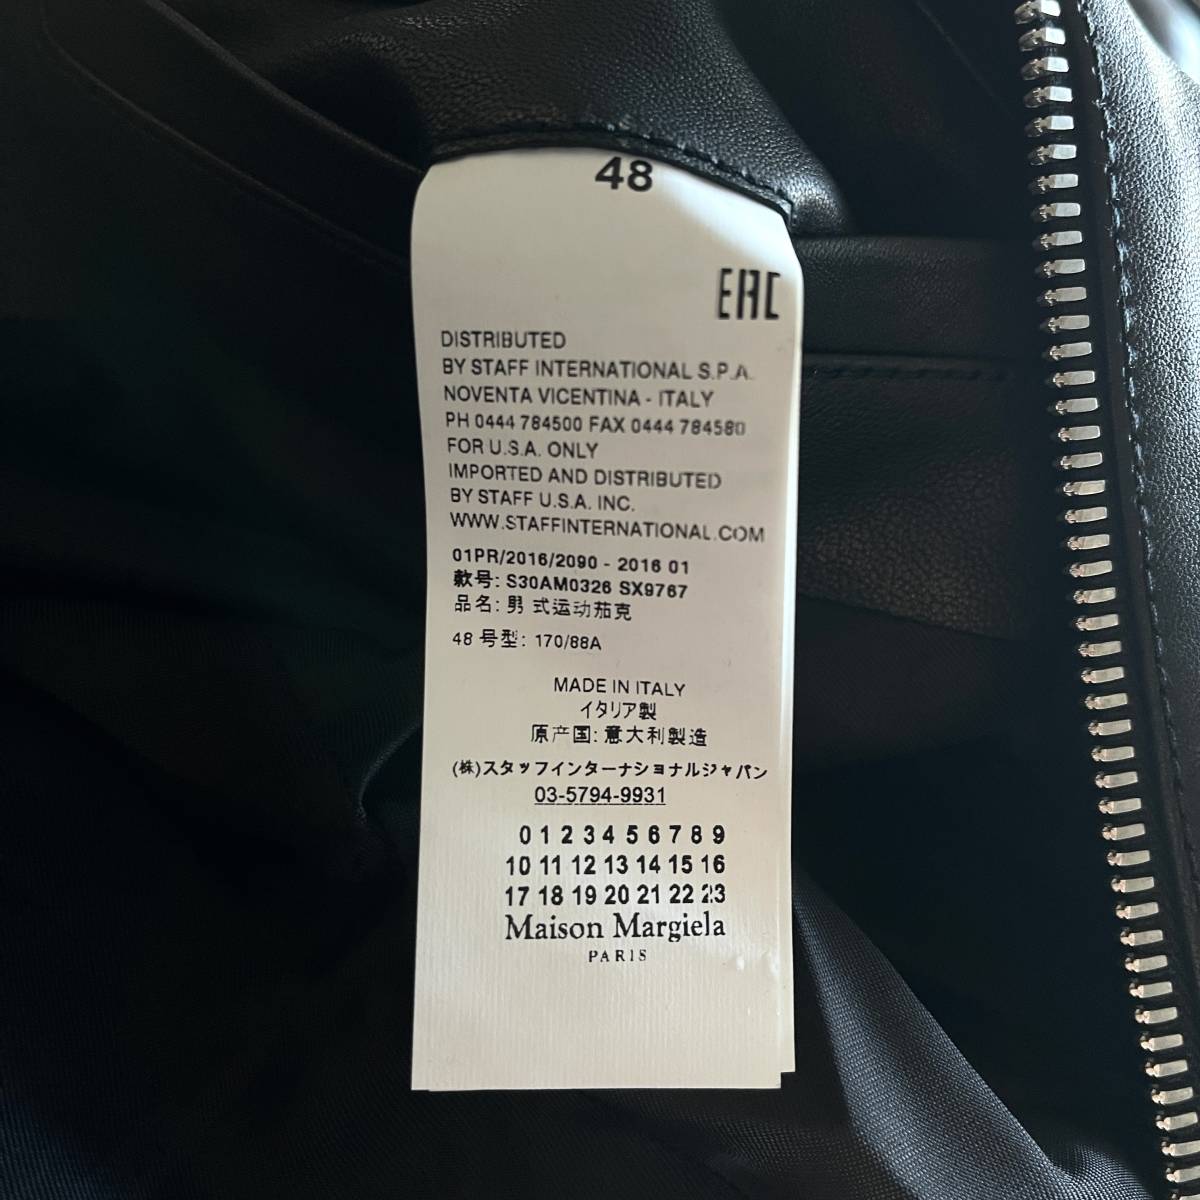 48
EAC
DISTRIBUTED
BY STAFF INTERNATIONAL S.P.A.
NOVENTA VICENTINA - ITALY
PH 0444 784500 FAX 0444 784580
FOR U.S.A. ONLY
IMPORTED AND DISTRIBUTED
BY STAFF U.S.A. INC.
WWW.STAFFINTERNATIONAL.COM
01PR/2016/2090 - 2016 01
款号: S30AM0326 SX9767
品名: 男 式运动茄克
48 号型: 170/88A
MADE IN ITALY
イタリア製
原产国: 意大利製造
(株)スタッフインターナショナルジャパン
03-5794-9931
0 1 2 3 4 5 6 7 8 9
10 11 12 13 14 15 16
17 18 19 20 21 22 23
Maison Margiela
PARIS